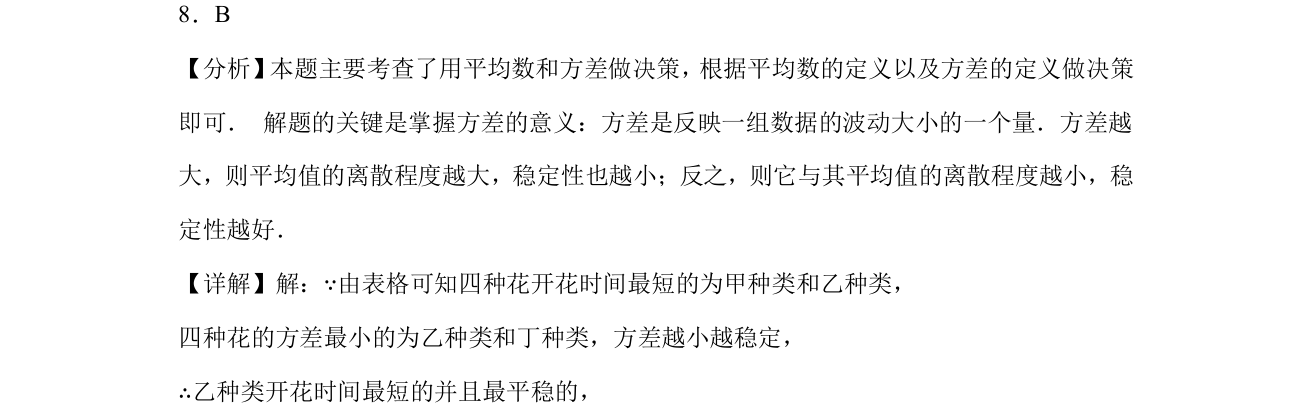 8．B
【分析】本题主要考查了用平均数和方差做决策，根据平均数的定义以及方差的定义做决策
即可． 解题的关键是掌握方差的意义：方差是反映一组数据的波动大小的一个量．方差越
大，则平均值的离散程度越大，稳定性也越小；反之，则它与其平均值的离散程度越小，稳
定性越好．
【详解】解：∵由表格可知四种花开花时间最短的为甲种类和乙种类，
四种花的方差最小的为乙种类和丁种类，方差越小越稳定，
∴乙种类开花时间最短的并且最平稳的，